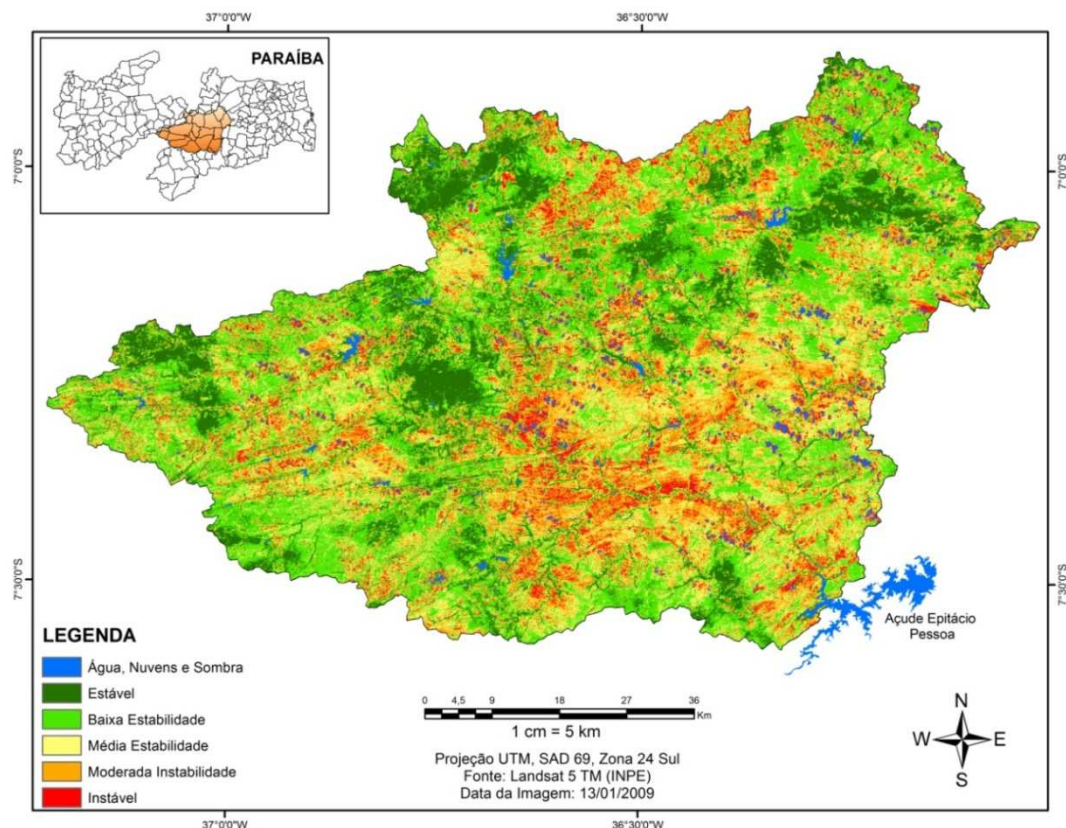 37°0'0"W
36°30'0"W
PARAÍBA
7°0'0"S
7°0'0"S
7°30'0"S
7°30'0"S
Açude Epitácio
Pessoa
LEGENDA
Água, Nuvens e Sombra
Estável
Baixa Estabilidade
Média Estabilidade
Moderada Instabilidade
Instável
0 4,5 9 18 27 36
Km
1 cm = 5 km
Projeção UTM, SAD 69, Zona 24 Sul
Fonte: Landsat 5 TM (INPE)
Data da Imagem: 13/01/2009
N
W E
S
37°0'0"W
36°30'0"W